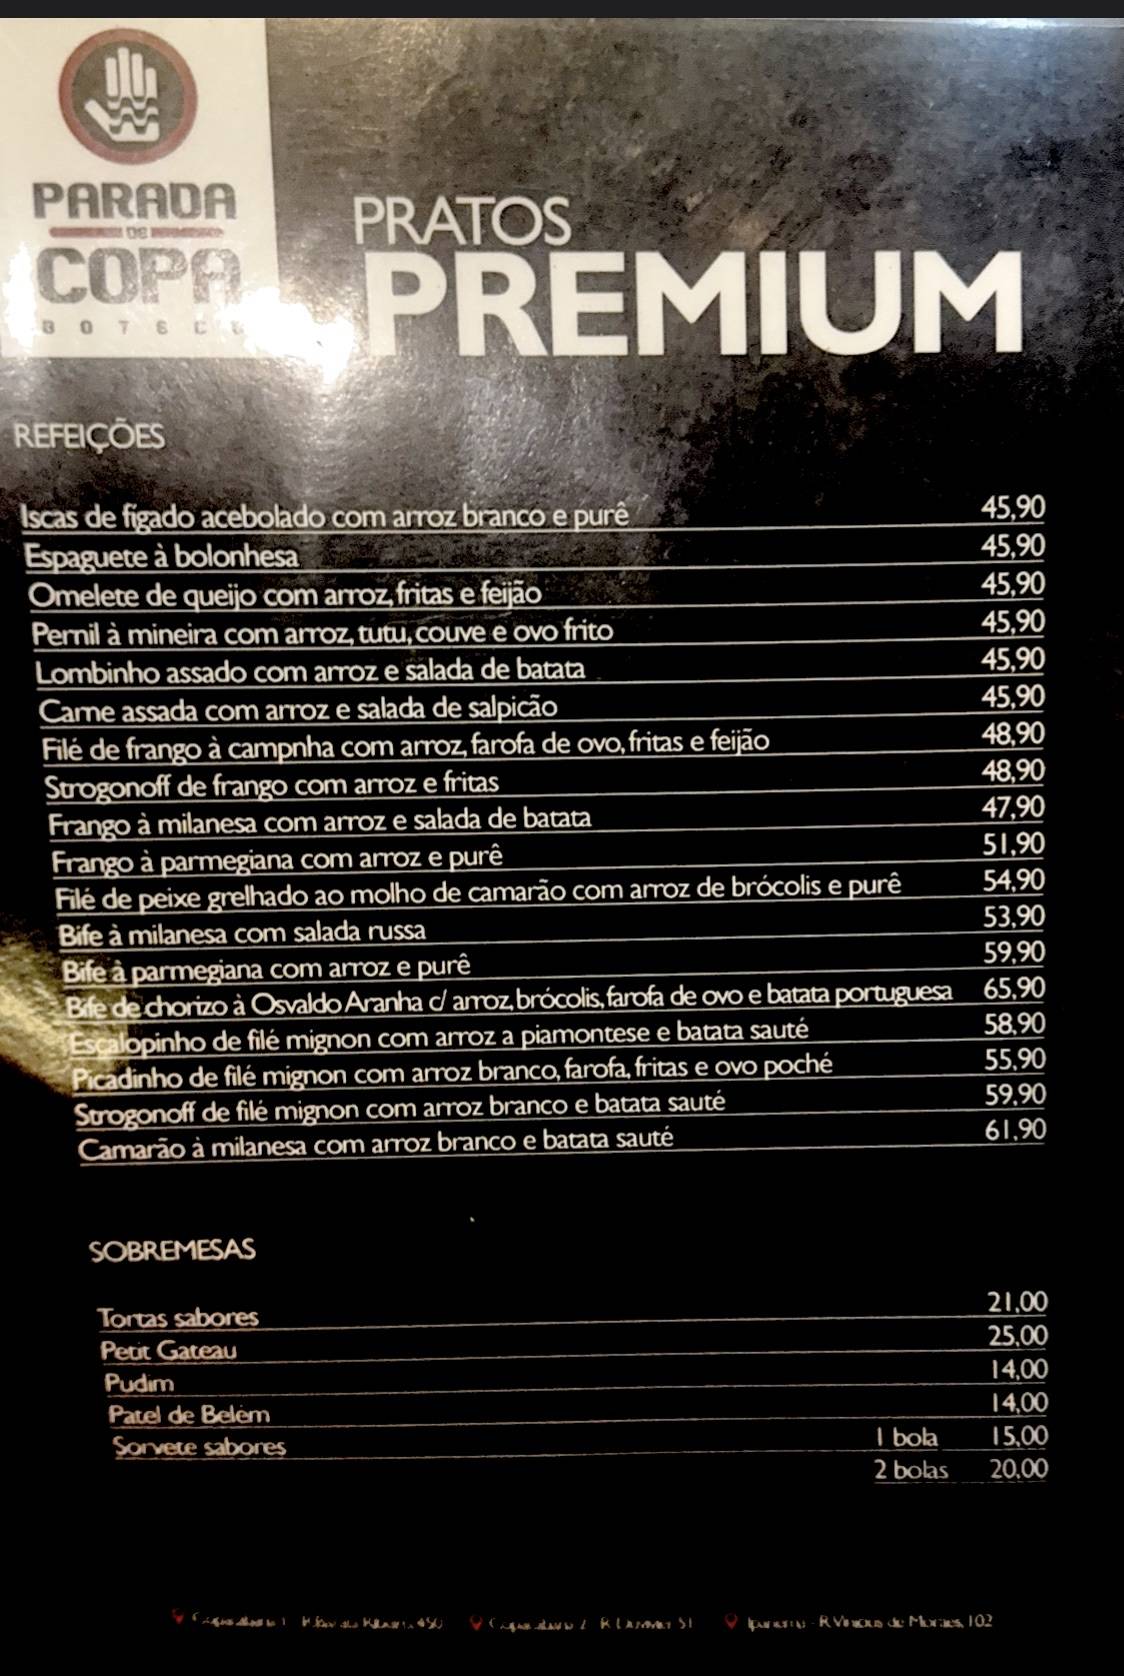 PARADA
DE
COPA
BOTECO
PRATOS
PREMIUM
REFEIÇÕES
Iscas de fígado acebolado com arroz branco e purê 45,90
Espaguete à bolonhesa 45,90
Omelete de queijo com arroz, fritas e feijão 45,90
Pernil à mineira com arroz, tutu, couve e ovo frito 45,90
Lombinho assado com arroz e salada de batata 45,90
Carne assada com arroz e salada de salpicão 45,90
Filé de frango à campnha com arroz, farofa de ovo, fritas e feijão 48,90
Strogonoff de frango com arroz e fritas 48,90
Frango à milanesa com arroz e salada de batata 47,90
Frango à parmegiana com arroz e purê 51,90
Filé de peixe grelhado ao molho de camarão com arroz de brócolis e purê 54,90
Bife à milanesa com salada russa 53,90
Bife à parmegiana com arroz e purê 59,90
Bife de chorizo à Osvaldo Aranha c/ arroz, brócolis, farofa de ovo e batata portuguesa 65,90
Escalopinho de filé mignon com arroz a piamontese e batata sauté 58,90
Picadinho de filé mignon com arroz branco, farofa, fritas e ovo poché 55,90
Strogonoff de filé mignon com arroz branco e batata sauté 59,90
Camarão à milanesa com arroz branco e batata sauté 61,90
SOBREMESAS
Tortas sabores 21,00
Petit Gateau 25,00
Pudim 14,00
Patel de Belém 14,00
Sorvete sabores 1 bola 15,00
2 bolas 20,00
R. Vinicius de Moraes, 102